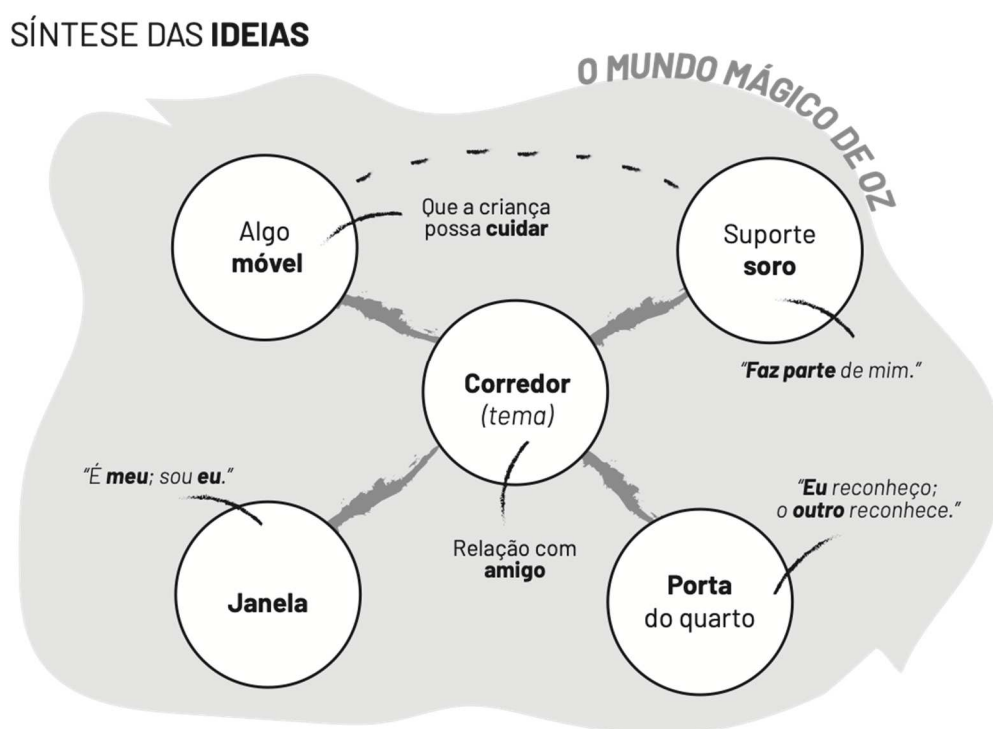 SÍNTESE DAS IDEIAS
O MUNDO MÁGICO DE OZ
Algo
móvel
Que a criança
possa cuidar
Suporte
soro
"Faz parte de mim."
Corredor
(tema)
"É meu; sou eu."
"Eu reconheço;
o outro reconhece."
Relação com
amigo
Janela
Porta
do quarto